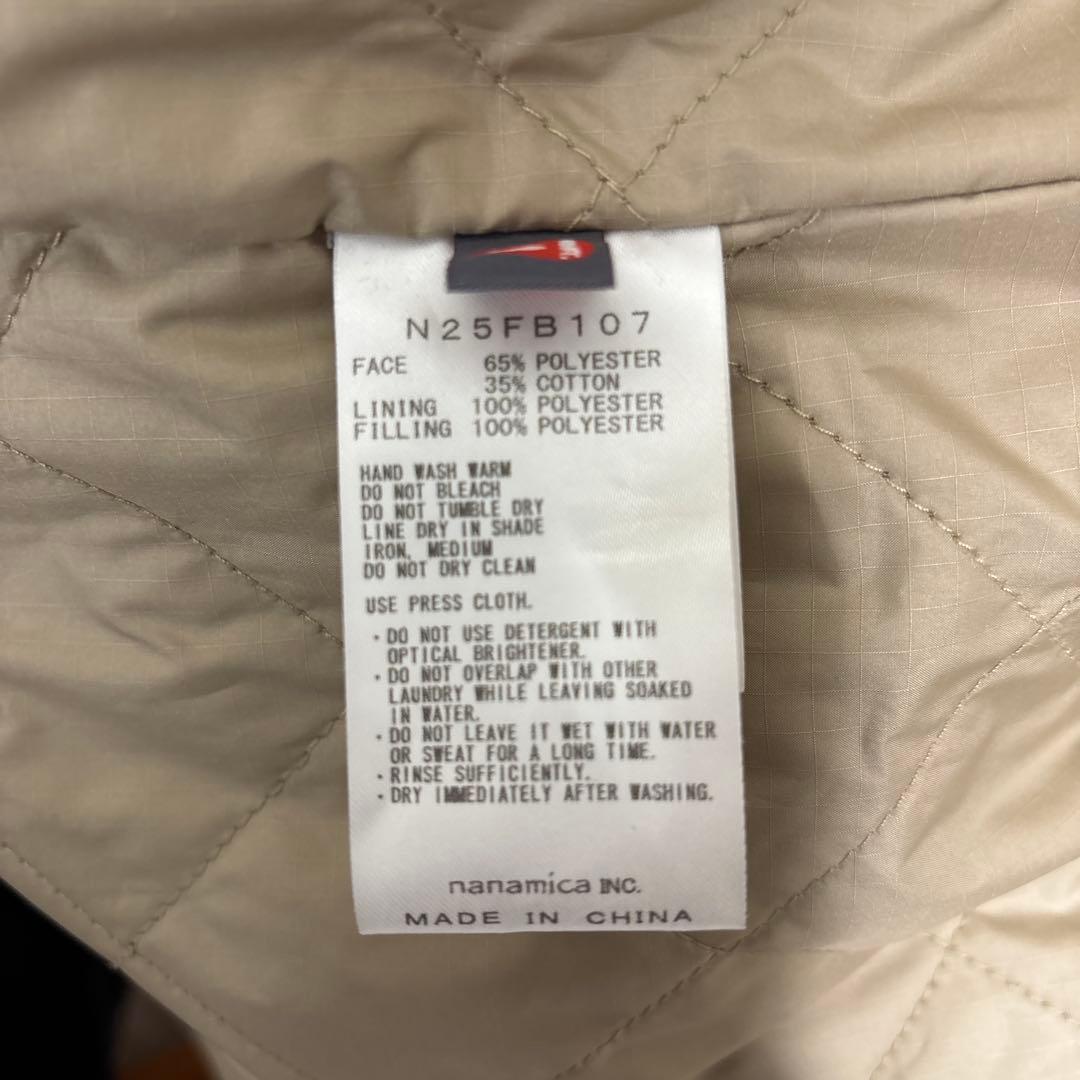 N25FB107
FACE 65% POLYESTER
35% COTTON
LINING 100% POLYESTER
FILLING 100% POLYESTER
HAND WASH WARM
DO NOT BLEACH
DO NOT TUMBLE DRY
LINE DRY IN SHADE
IRON, MEDIUM
DO NOT DRY CLEAN
USE PRESS CLOTH.
・DO NOT USE DETERGENT WITH
OPTICAL BRIGHTENER.
・DO NOT OVERLAP WITH OTHER
LAUNDRY WHILE LEAVING SOAKED
IN WATER.
・DO NOT LEAVE IT WET WITH WATER
OR SWEAT FOR A LONG TIME.
・RINSE SUFFICIENTLY.
・DRY IMMEDIATELY AFTER WASHING.
nanamica INC.
MADE IN CHINA